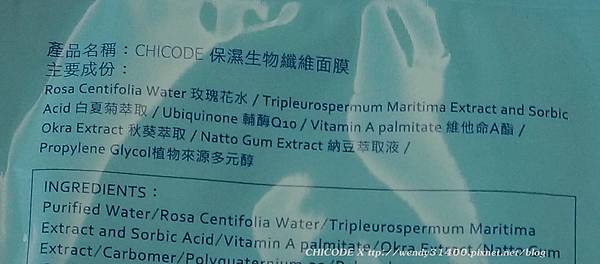 產品名稱：CHICODE 保濕生物纖維面膜
主要成份：
Rosa Centifolia Water 玫瑰花水 / Tripleurospermum Maritima Extract and Sorbic
Acid 白夏菊萃取 / Ubiquinone 輔酶Q10 / Vitamin A palmitate 維他命A酯 /
Okra Extract 秋葵萃取 / Natto Gum Extract 納豆萃取液 /
Propylene Glycol植物來源多元醇
INGREDIENTS：
Purified Water/Rosa Centifolia Water/Tripleurospermum Maritima
Extract and Sorbic Acid/Vitamin A palmitate/Okra Extract/Natto Gum
Extract/Carbomer/Polyquaternium
CHICODE X ttp://wendy31400.pixnet.net/blog